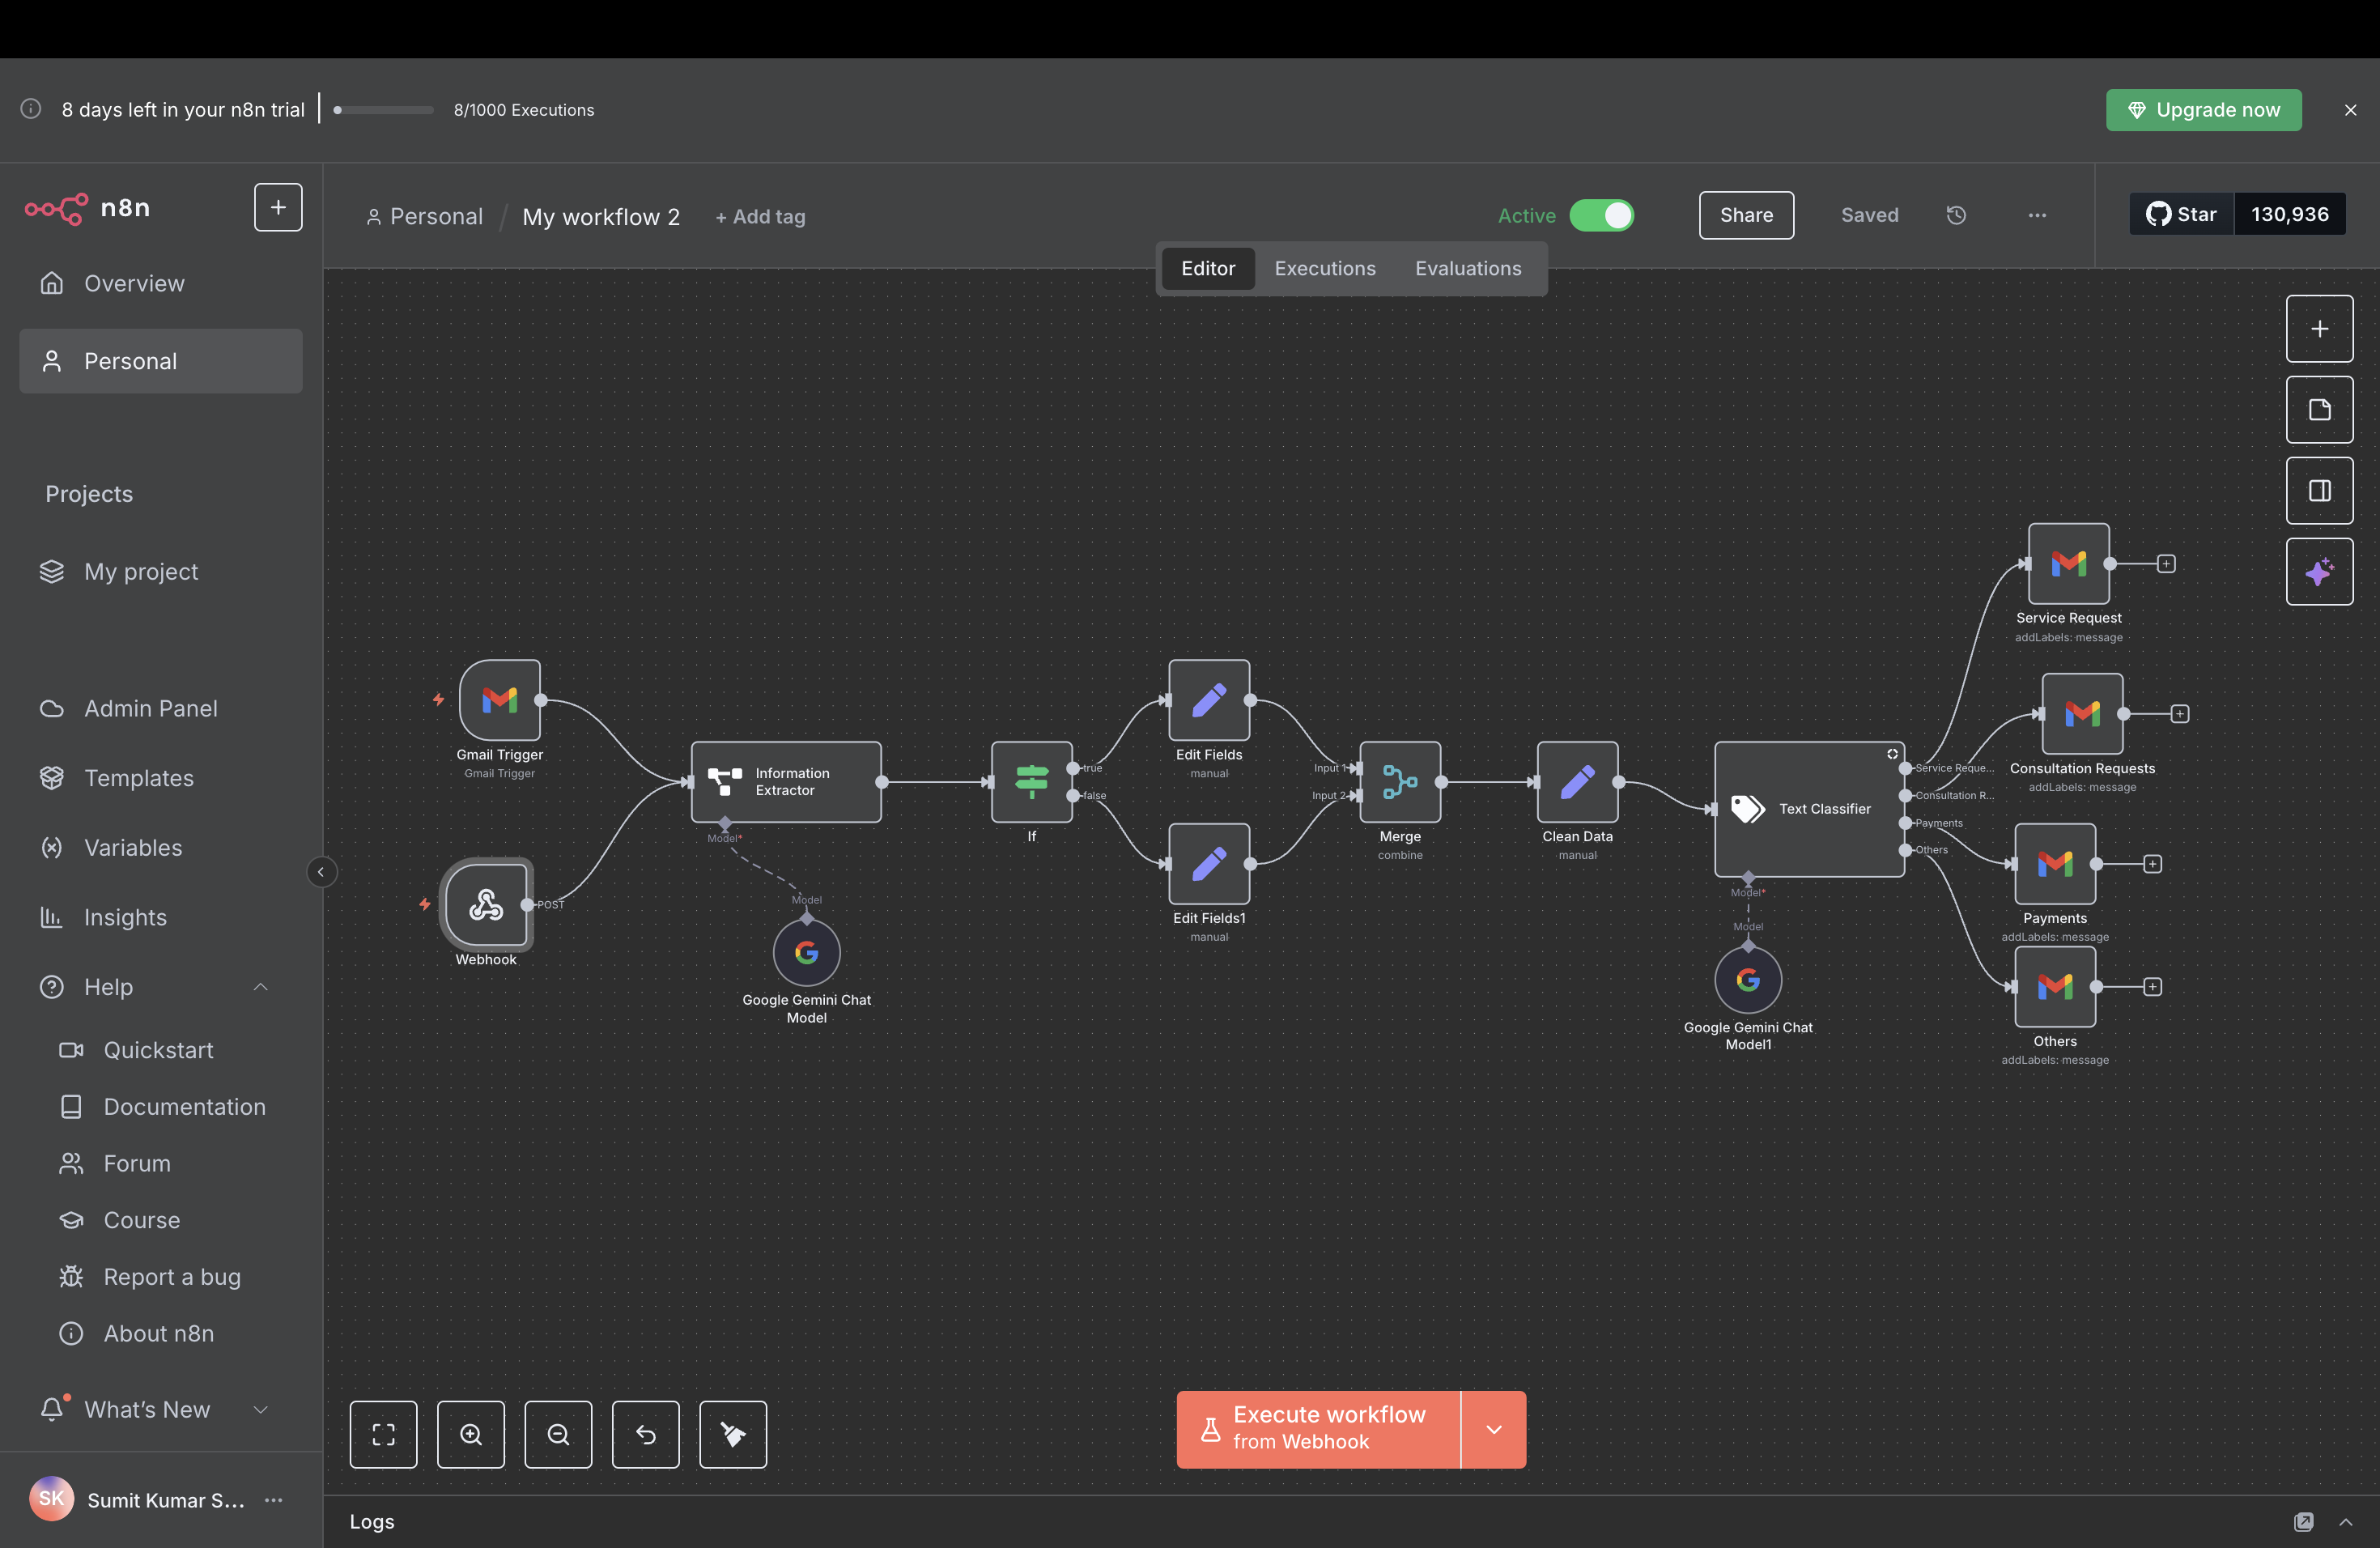 8 days left in your n8n trial
8/1000 Executions
Upgrade now
n8n
Personal / My workflow 2
+ Add tag
Active
Share
Saved
Star
130,936
Editor
Executions
Evaluations
Overview
Personal
Projects
My project
Admin Panel
Templates
Variables
Insights
Help
Quickstart
Documentation
Forum
Course
Report a bug
About n8n
What's New
SK
Sumit Kumar S...
Gmail Trigger
Gmail Trigger
POST
Webhook
Information
Extractor
Model*
Model
Google Gemini Chat
Model
true
false
If
Edit Fields
manual
Edit Fields1
manual
Input 1
Input 2
Merge
combine
Clean Data
manual
Text Classifier
Service Reque...
Consultation R...
Payments
Others
Model*
Model
Google Gemini Chat
Model1
Service Request
addLabels: message
Consultation Requests
addLabels: message
Payments
addLabels: message
Others
addLabels: message
Execute workflow
from Webhook
Logs